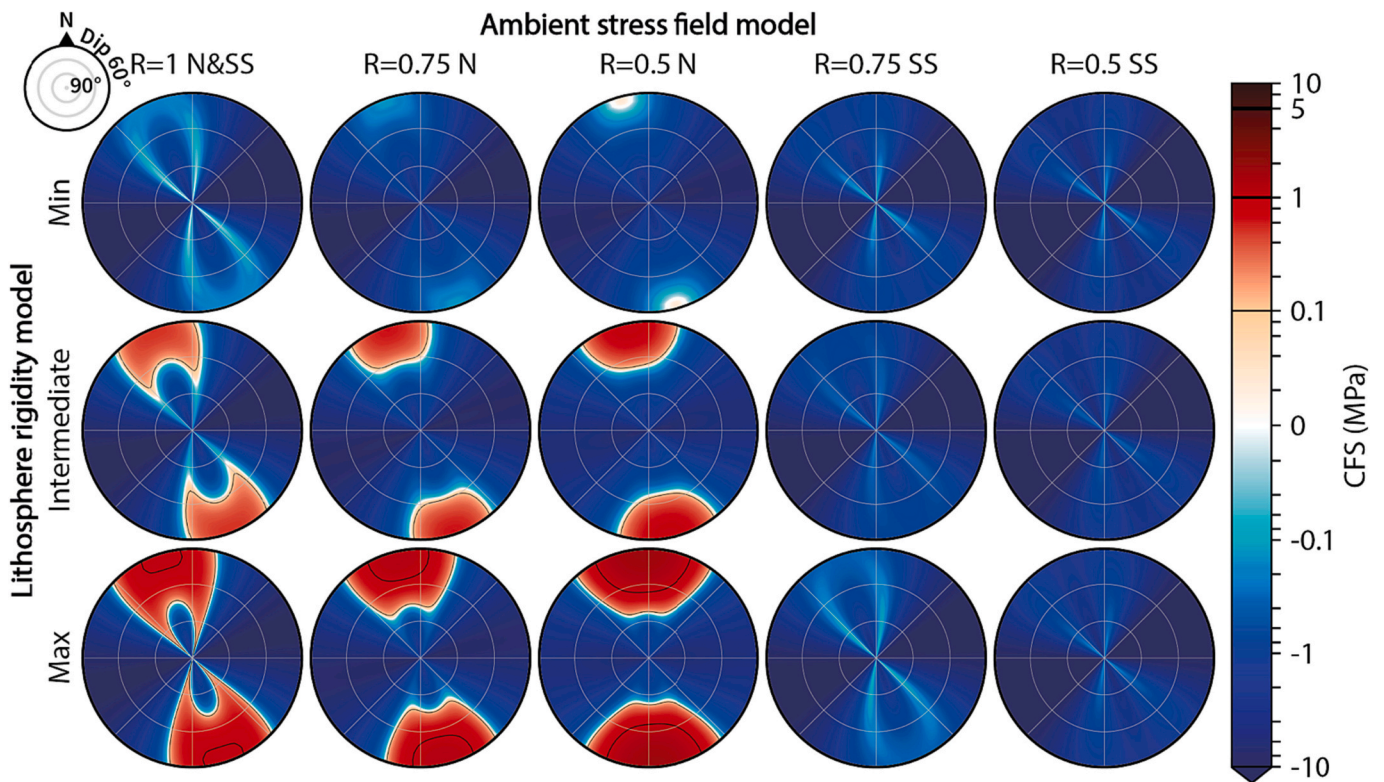 Ambient stress field model
N
Dip 60°
90°
R=1 N&SS
R=0.75 N
R=0.5 N
R=0.75 SS
R=0.5 SS
Lithosphere rigidity model
Min
Intermediate
Max
10
5
1
0.1
0
-0.1
-1
-10
CFS (MPa)